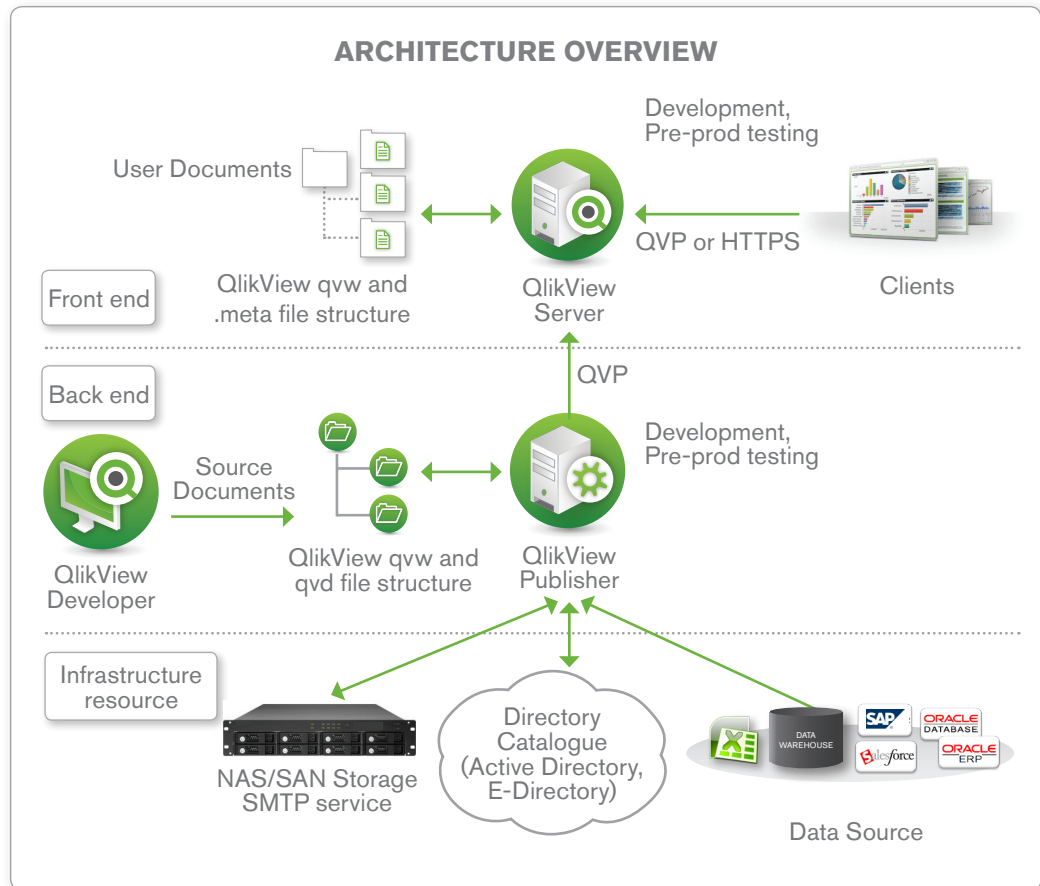 ARCHITECTURE OVERVIEW
Development,
Pre-prod testing
User Documents
QVP or HTTPS
QlikView qvw and
.meta file structure
QlikView
Server
Clients
Front end
QVP
Back end
Development,
Pre-prod testing
Source
Documents
QlikView qvw and
qvd file structure
QlikView
Publisher
QlikView
Developer
Infrastructure
resource
Directory
Catalogue
(Active Directory,
E-Directory)
NAS/SAN Storage
SMTP service
DATA
WAREHOUSE
SAP
ORACLE
DATABASE
Salesforce
ORACLE
ERP
Data Source